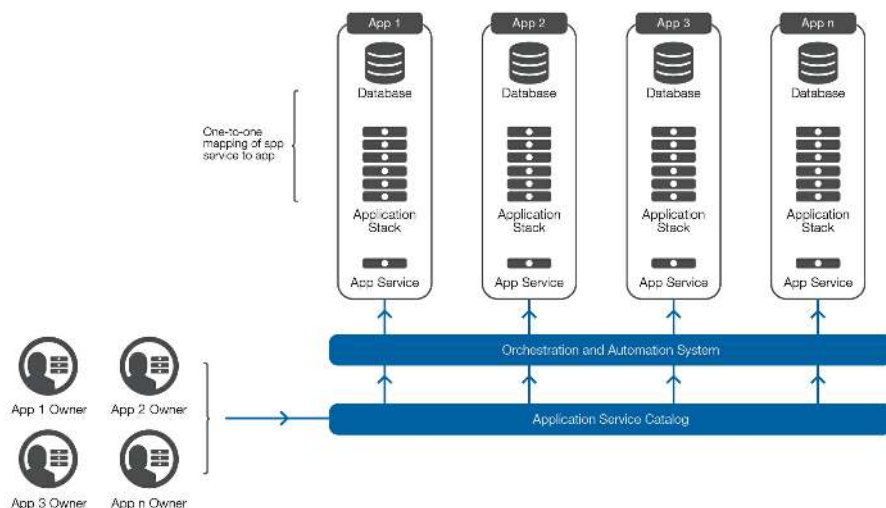 App 1
App 2
App 3
App n
Database
Database
Database
Database
One-to-one
mapping of app
service to app
Application
Stack
Application
Stack
Application
Stack
Application
Stack
App Service
App Service
App Service
App Service
Orchestration and Automation System
App 1 Owner
App 2 Owner
Application Service Catalog
App 3 Owner
App n Owner